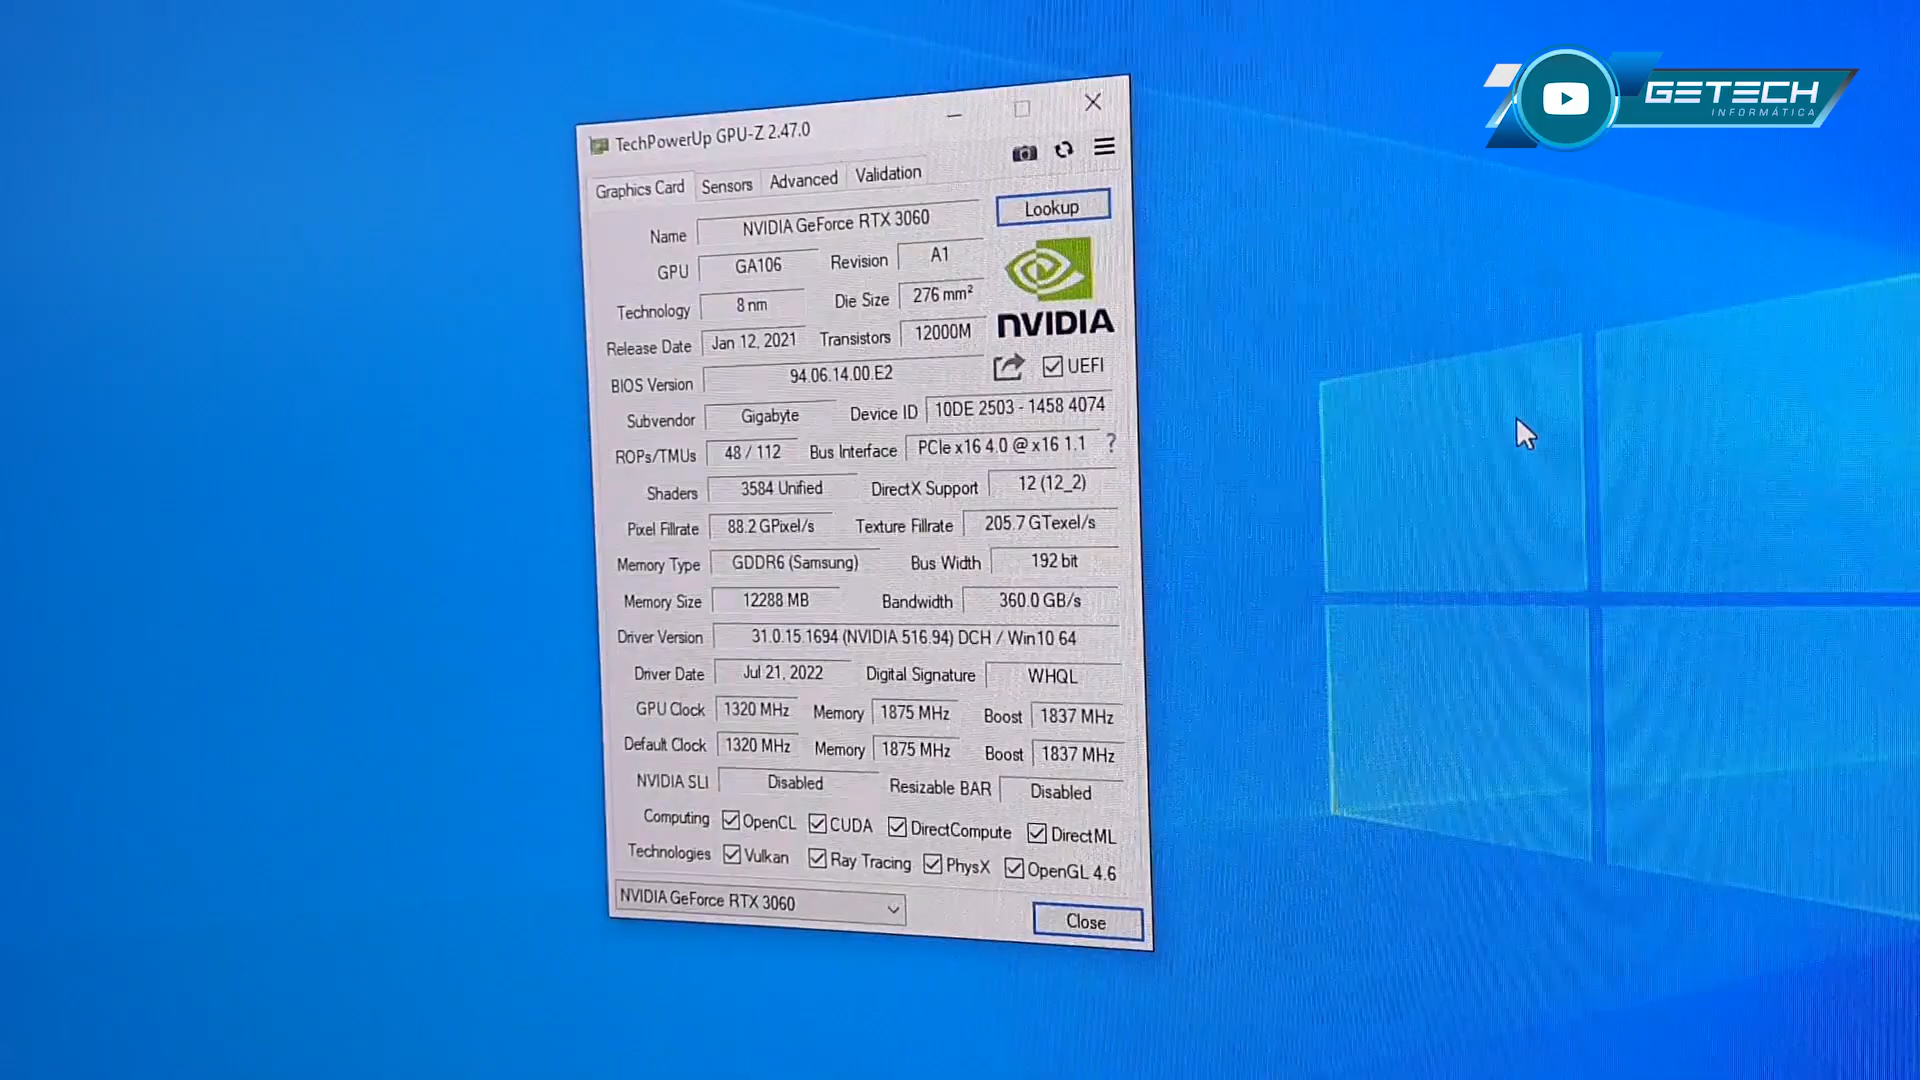 GETECH
INFORMÁTICA
TechPowerUp GPU-Z 2.47.0
Graphics Card Sensors Advanced Validation
Name NVIDIA GeForce RTX 3060 Lookup
GPU GA106 Revision A1
Technology 8 nm Die Size 276 mm²
NVIDIA
Release Date Jan 12, 2021 Transistors 12000M
BIOS Version 94.06.14.00.E2 UEFI
Subvendor Gigabyte Device ID 10DE 2503 - 1458 4074
ROPs/TMUs 48 / 112 Bus Interface PCIe x16 4.0 @ x16 1.1 ?
Shaders 3584 Unified DirectX Support 12 (12_2)
Pixel Fillrate 88.2 GPixel/s Texture Fillrate 205.7 GTexel/s
Memory Type GDDR6 (Samsung) Bus Width 192 bit
Memory Size 12288 MB Bandwidth 360.0 GB/s
Driver Version 31.0.15.1694 (NVIDIA 516.94) DCH / Win10 64
Driver Date Jul 21, 2022 Digital Signature WHQL
GPU Clock 1320 MHz Memory 1875 MHz Boost 1837 MHz
Default Clock 1320 MHz Memory 1875 MHz Boost 1837 MHz
NVIDIA SLI Disabled Resizable BAR Disabled
Computing OpenCL CUDA DirectCompute DirectML
Technologies Vulkan Ray Tracing PhysX OpenGL 4.6
NVIDIA GeForce RTX 3060 Close